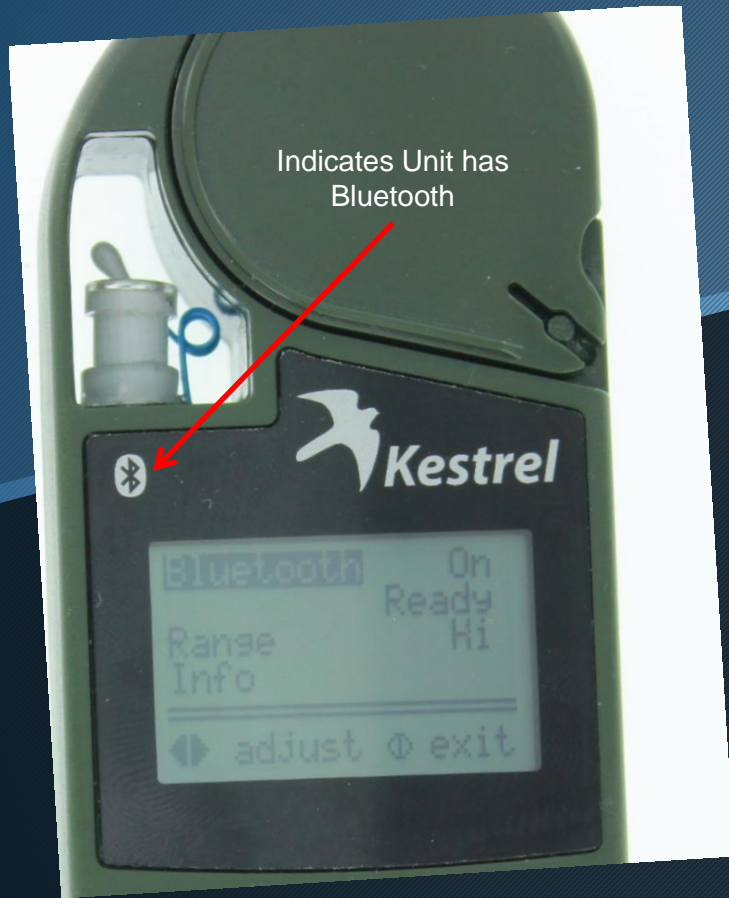 Indicates Unit has
Bluetooth
Kestrel
Bluetooth On
Ready
Range Hi
Info
adjust exit